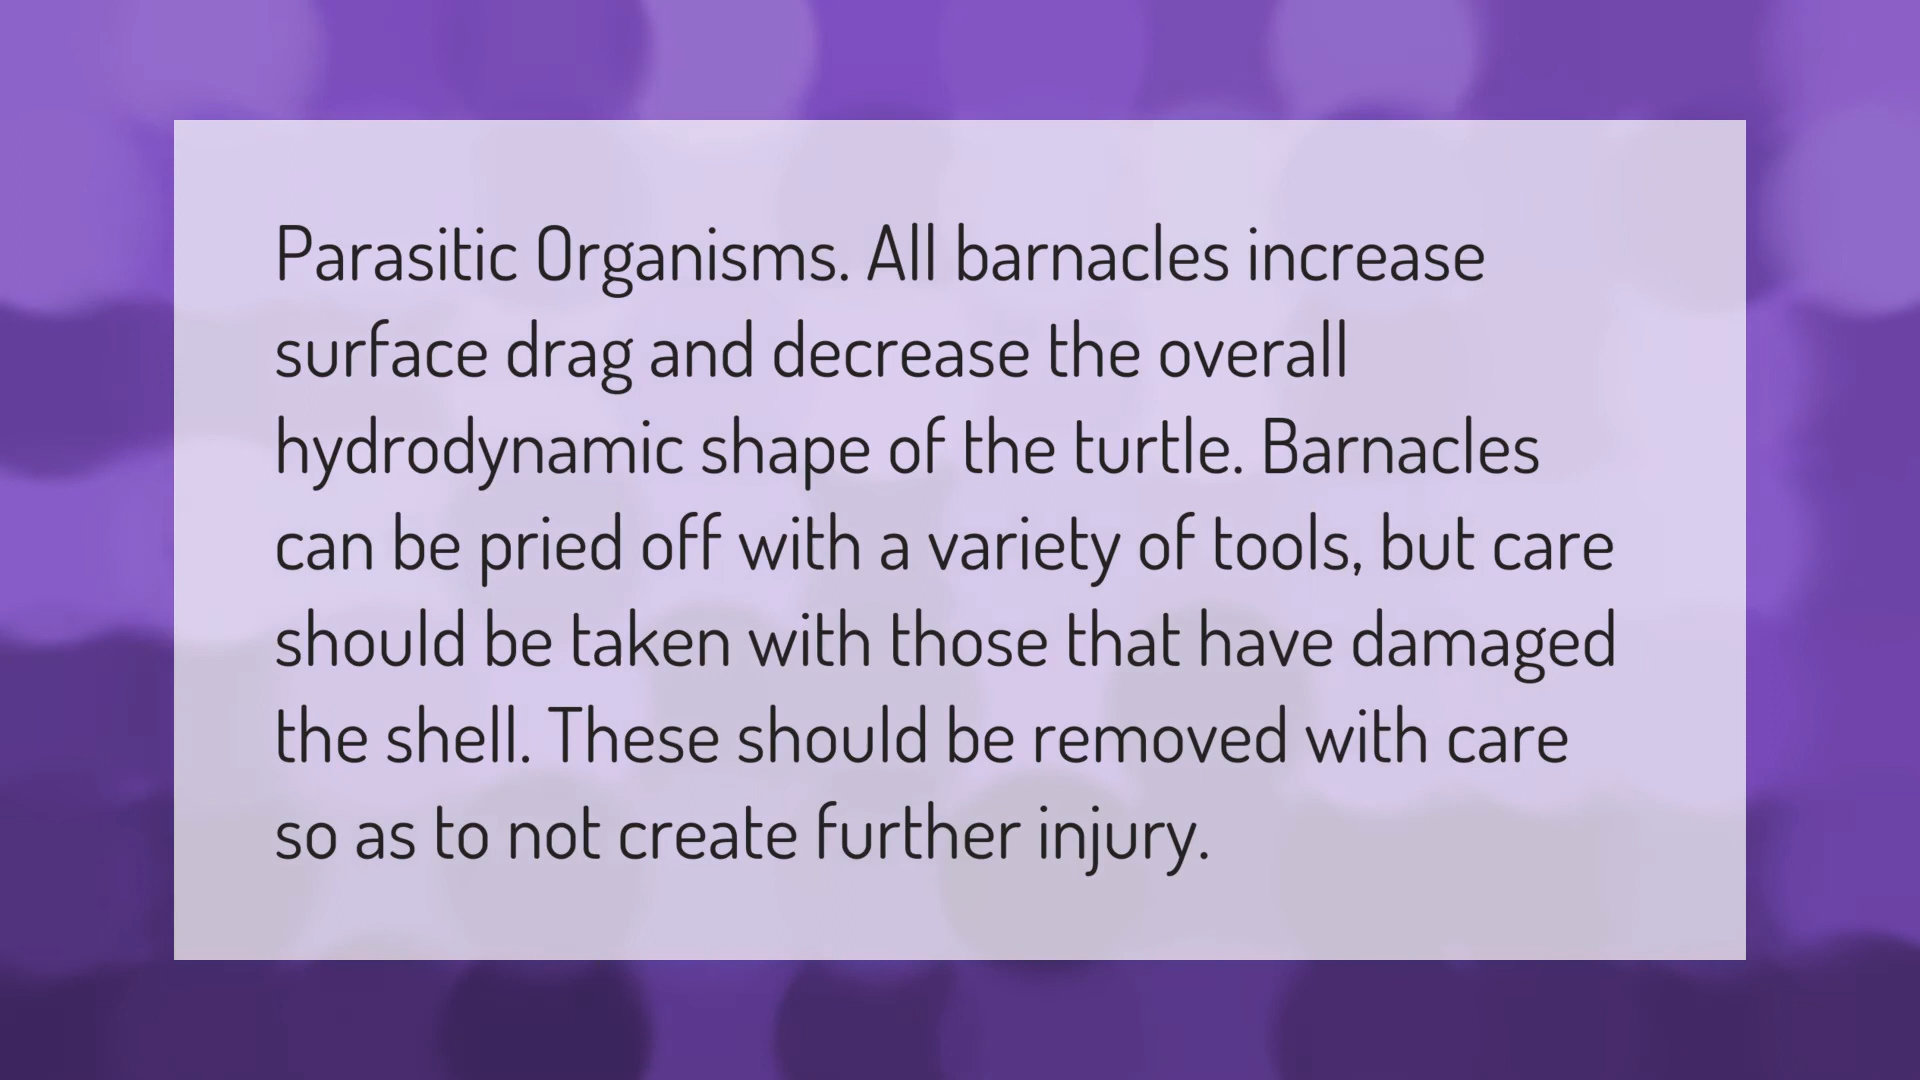 Parasitic Organisms. All barnacles increase
surface drag and decrease the overall
hydrodynamic shape of the turtle. Barnacles
can be pried off with a variety of tools, but care
should be taken with those that have damaged
the shell. These should be removed with care
so as to not create further injury.